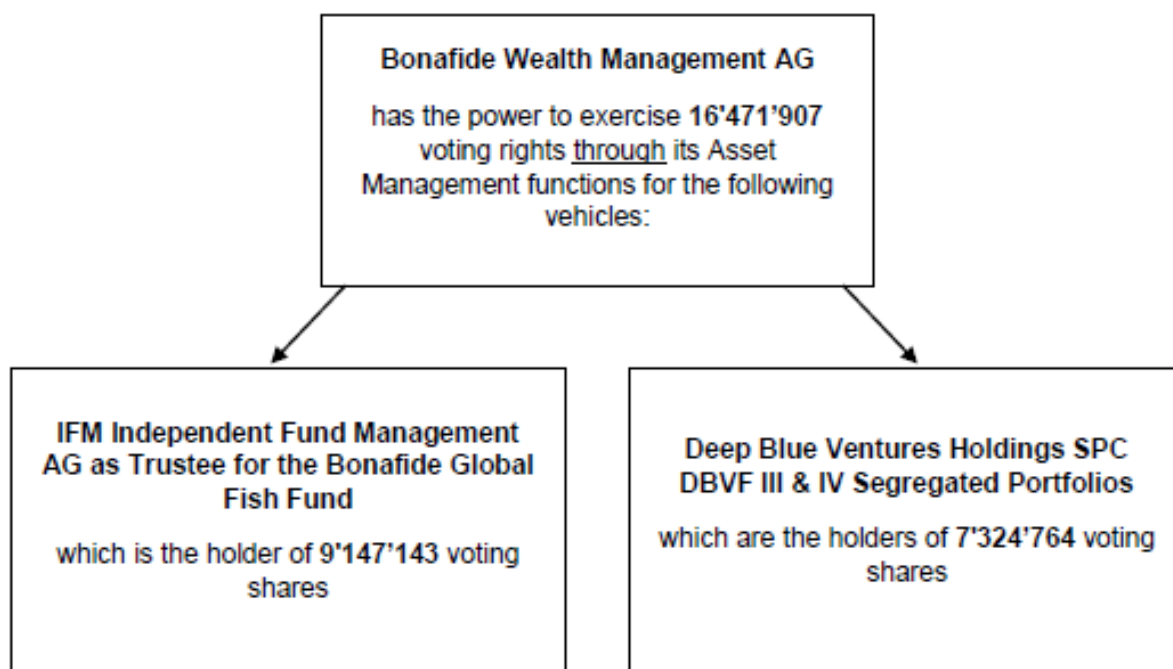 Bonafide Wealth Management AG
has the power to exercise 16'471’907
voting rights through its Asset
Management functions for the following
vehicles:
IFM Independent Fund Management
AG as Trustee for the Bonafide Global
Fish Fund
which is the holder of 9'147’143 voting
shares
Deep Blue Ventures Holdings SPC
DBVF III & IV Segregated Portfolios
which are the holders of 7'324’764 voting
shares